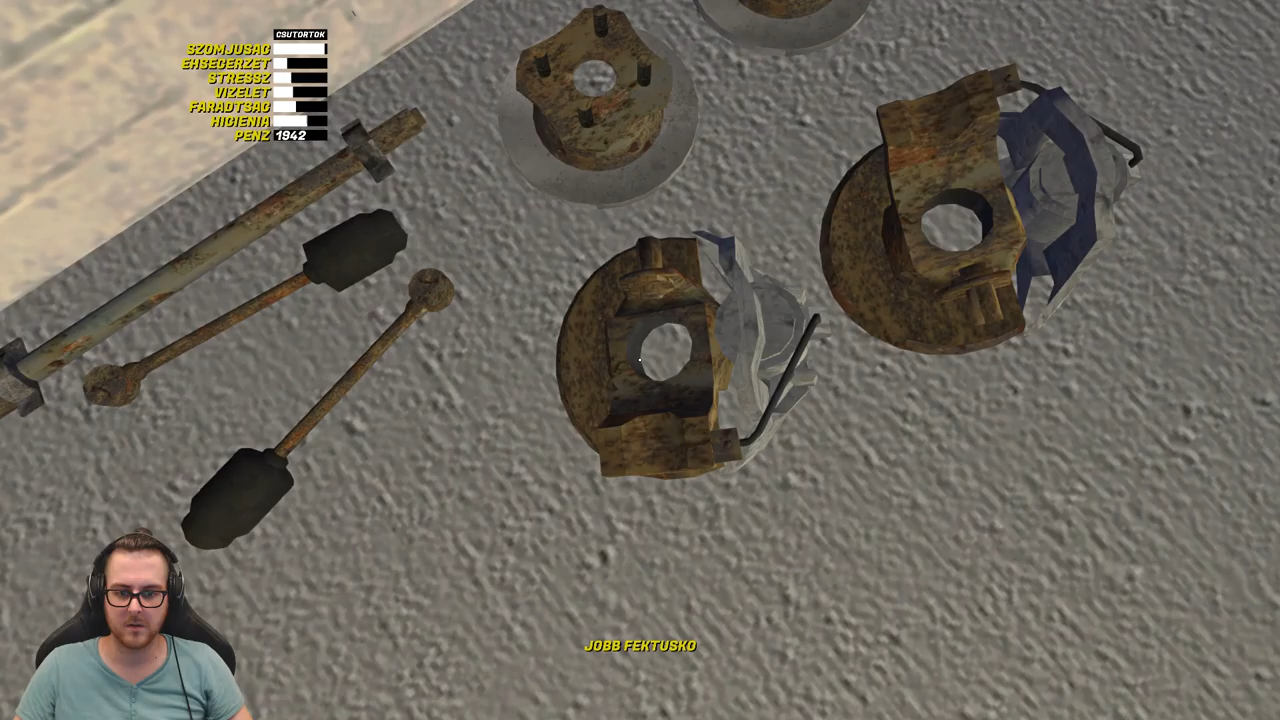 CSUTORTOK
SZOMJUSAG
EHSEGERZET
STRESSZ
VIZELET
FARADTSAG
HIGIENIA
PENZ 1942
JOBB FEKTUSKO